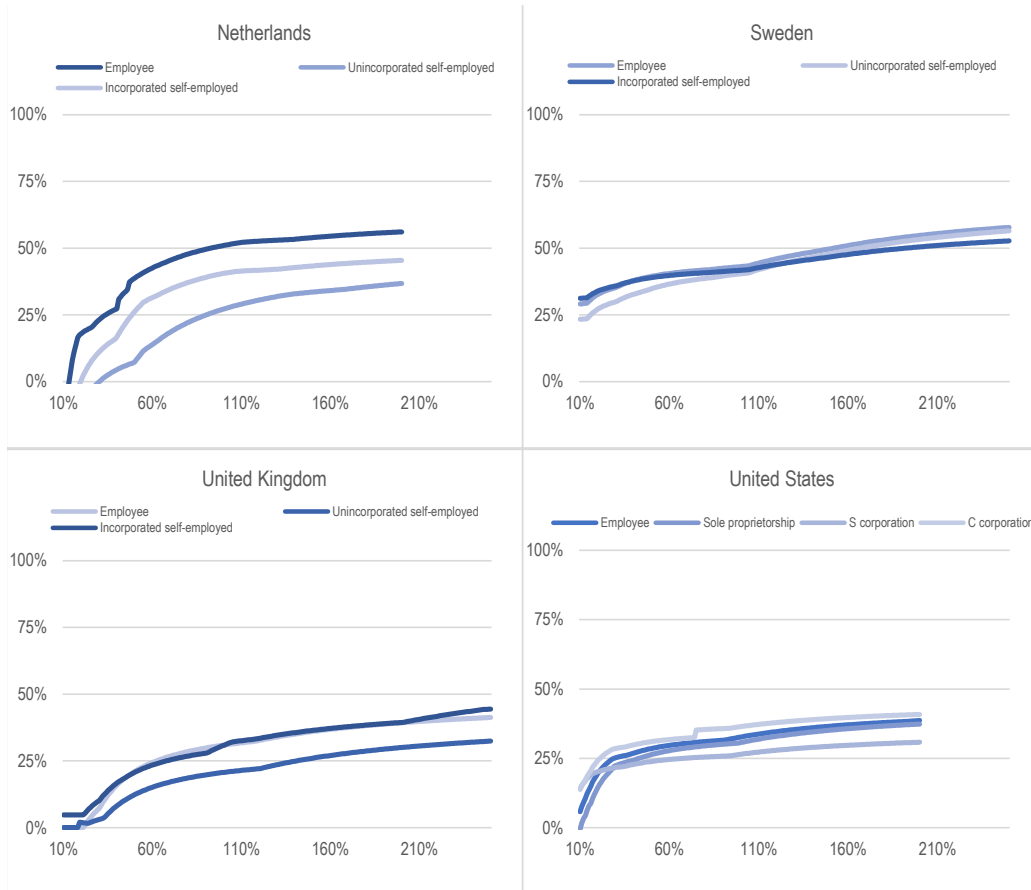 Netherlands
Employee
Unincorporated self-employed
Incorporated self-employed
100%
75%
50%
25%
0%
10%
60%
110%
160%
210%
Sweden
Employee
Unincorporated self-employed
Incorporated self-employed
100%
75%
50%
25%
0%
10%
60%
110%
160%
210%
United Kingdom
Employee
Unincorporated self-employed
Incorporated self-employed
100%
75%
50%
25%
0%
10%
60%
110%
160%
210%
United States
Employee
Sole proprietorship
S corporation
C corporation
100%
75%
50%
25%
0%
10%
60%
110%
160%
210%